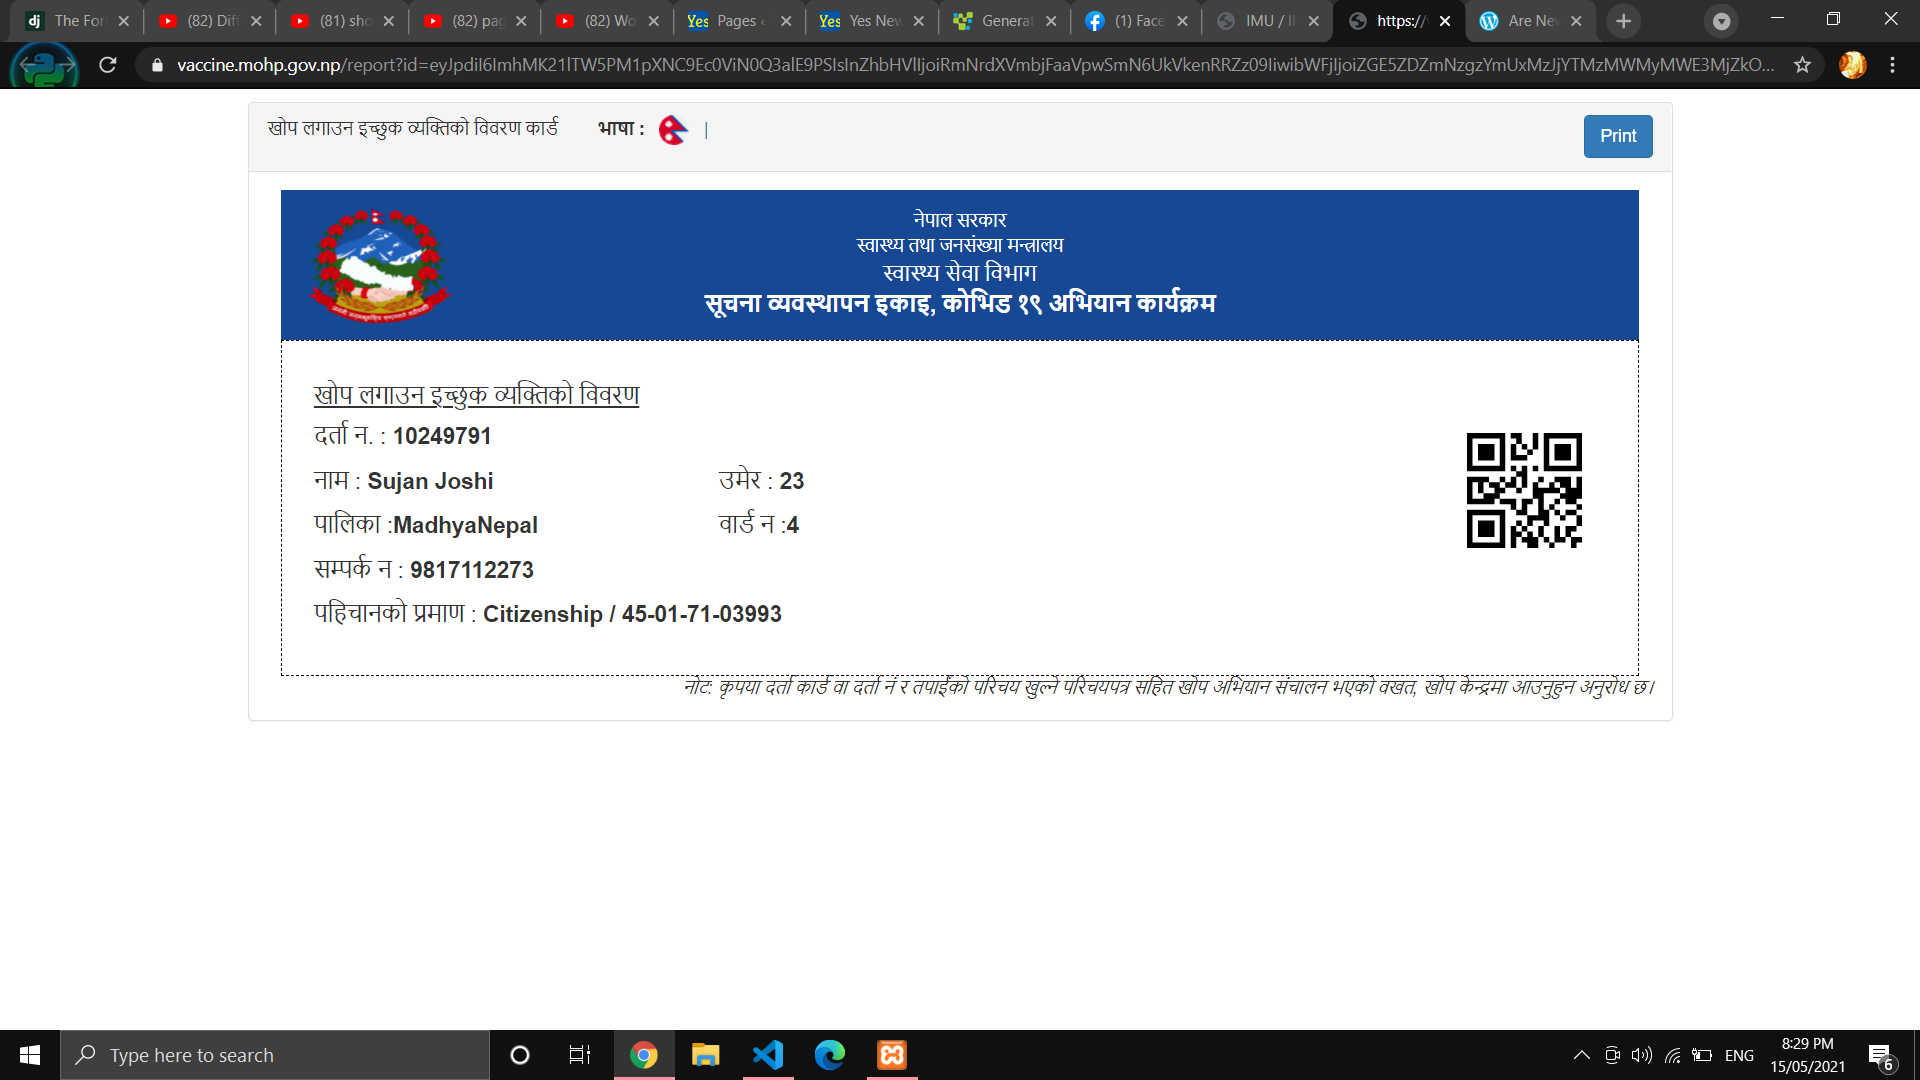 The For
(82) Diff
(81) sho
(82) pag
(82) Wo
Yes Pages
Yes Yes New
Generat
(1) Face
IMU / I
https://
Are Nev
vaccine.mohp.gov.np/report?id=
खोप लगाउन इच्छुक व्यक्तिको विवरण कार्ड
भाषा : |
Print
नेपाल सरकार
स्वास्थ्य तथा जनसंख्या मन्त्रालय
स्वास्थ्य सेवा विभाग
सूचना व्यवस्थापन इकाइ, कोभिड १९ अभियान कार्यक्रम
खोप लगाउन इच्छुक व्यक्तिको विवरण
दर्ता न. : 10249791
नाम : Sujan Joshi उमेर : 23
पालिका :MadhyaNepal वार्ड न :4
सम्पर्क न : 9817112273
पहिचानको प्रमाण : Citizenship / 45-01-71-03993
नोट: कृपया दर्ता कार्ड वा दर्ता नं र तपाईंको परिचय खुल्ने परिचयपत्र सहित खोप अभियान संचालन भएको वखत, खोप केन्द्रमा आउनुहुन अनुरोध छ।
Type here to search
ENG
8:29 PM
15/05/2021
6